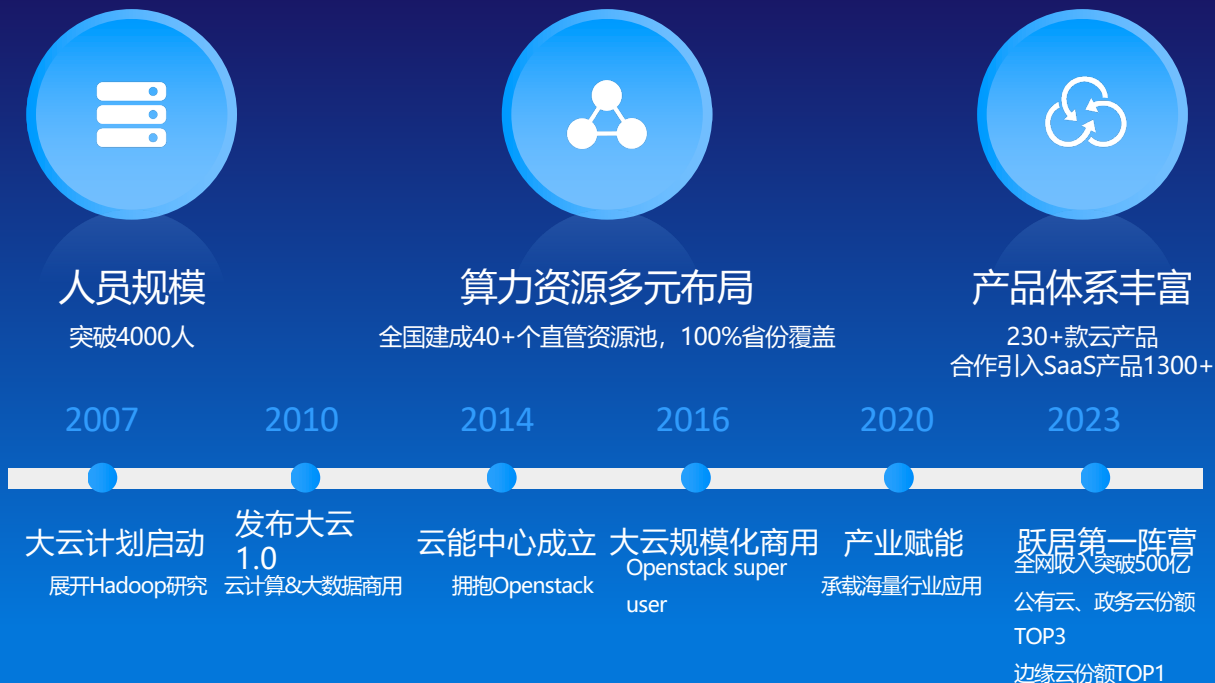 人员规模
突破4000人
算力资源多元布局
全国建成40+个直管资源池，100%省份覆盖
产品体系丰富
230+款云产品
合作引入SaaS产品1300+
2007
2010
2014
2016
2020
2023
大云计划启动
展开Hadoop研究
发布大云
1.0
云计算&大数据商用
云能中心成立
拥抱Openstack
大云规模化商用
Openstack super
user
产业赋能
承载海量行业应用
跃居第一阵营
全网收入突破500亿
公有云、政务云份额
TOP3
边缘云份额TOP1